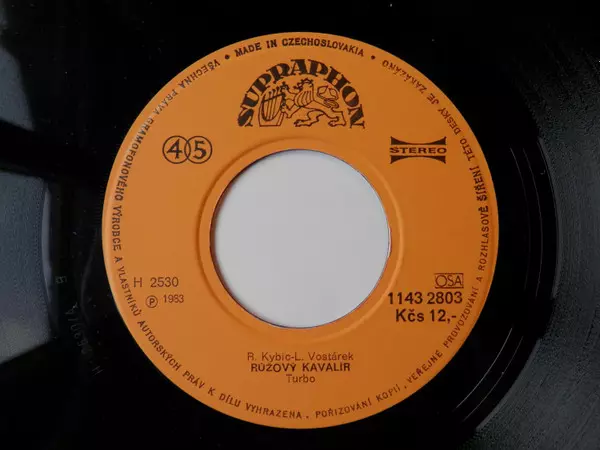 • MADE IN CZECHOSLOVAKIA •
VŠECHNA PRÁVA GRAMOFONOVÉHO VÝROBCE A VLASTNÍKŮ AUTORSKÝCH PRÁV K DÍLU VYHRAZENA. POŘIZOVÁNÍ KOPIÍ, VEŘEJNÉ PROVOZOVÁNÍ A ROZHLASOVÉ ŠÍŘENÍ TÉTO DESKY JE ZAKÁZÁNO
SUPRAPHON
45
STEREO
H 2530
℗ 1983
OSA
1143 2803
Kčs 12,-
R. Kybic-L. Vostárek
RŮŽOVÝ KAVALÍR
Turbo